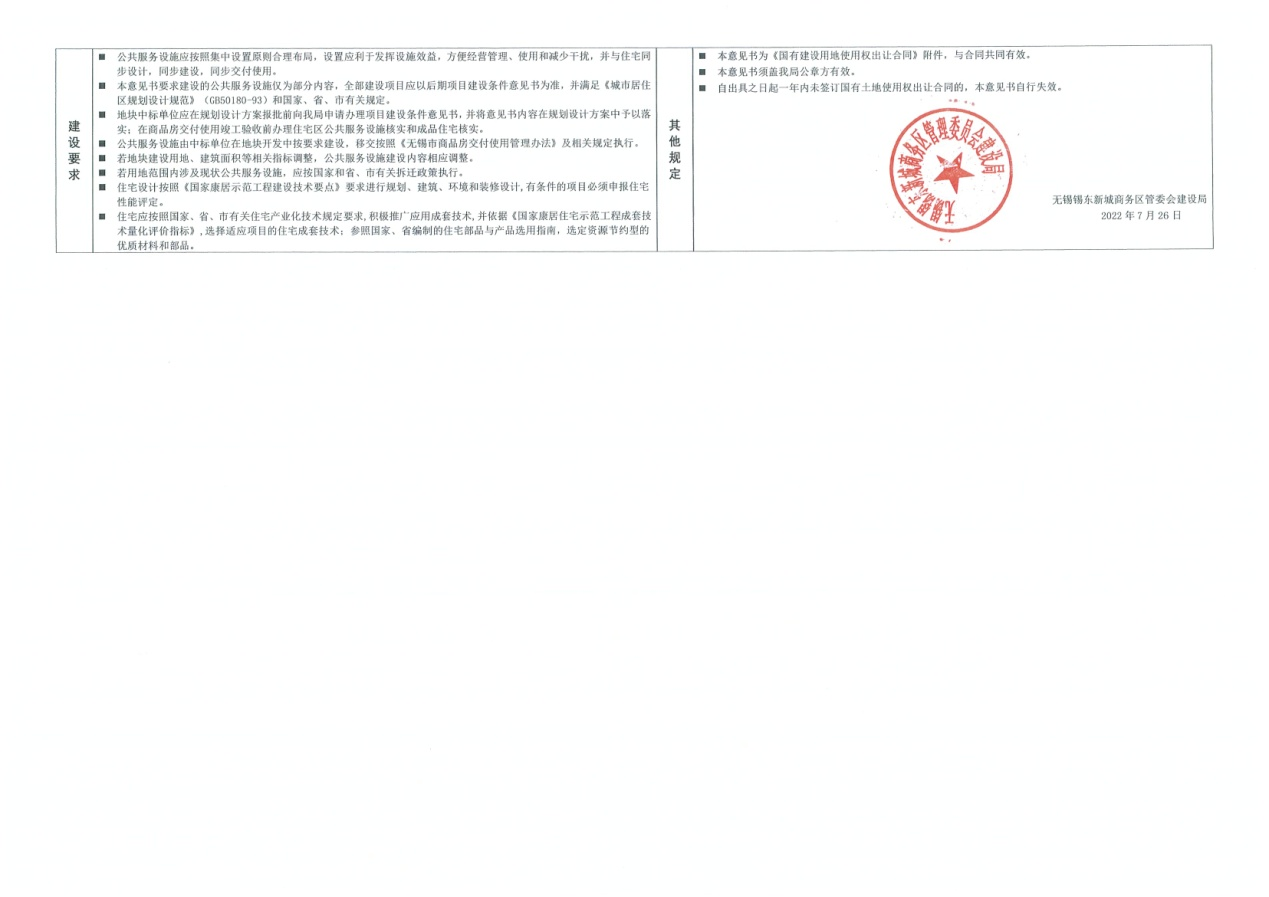 建设要求
■ 公共服务设施应按照集中设置原则合理布局，设置应利于发挥设施效益，方便经营管理、使用和减少干扰，并与住宅同
步设计，同步建设，同步交付使用。
■ 本意见书要求建设的公共服务设施仅为部分内容，全部建设项目应以后期项目建设条件意见书为准，并满足《城市居住
区规划设计规范》（GB50180-93）和国家、省、市有关规定。
■ 地块中标单位应在规划设计方案报批前向我局申请办理项目建设条件意见书，并将意见书内容在规划设计方案中予以落
实；在商品房交付使用竣工验收前办理住宅区公共服务设施核实和成品住宅核实。
■ 公共服务设施由中标单位在地块开发中按要求建设，移交按照《无锡市商品房交付使用管理办法》及相关规定执行。
■ 若地块建设用地、建筑面积等相关指标调整，公共服务设施建设内容相应调整。
■ 若用地范围内涉及现状公共服务设施，应按国家和省、市有关拆迁政策执行。
■ 住宅设计按照《国家康居示范工程建设技术要点》要求进行规划、建筑、环境和装修设计,有条件的项目必须申报住宅
性能评定。
■ 住宅应按照国家、省、市有关住宅产业化技术规定要求,积极推广应用成套技术,并依据《国家康居住宅示范工程成套技
术量化评价指标》,选择适应项目的住宅成套技术；参照国家、省编制的住宅部品与产品选用指南，选定资源节约型的
优质材料和部品。
其他规定
■ 本意见书为《国有建设用地使用权出让合同》附件，与合同共同有效。
■ 本意见书须盖我局公章方有效。
■ 自出具之日起一年内未签订国有土地使用权出让合同的，本意见书自行失效。
无锡锡东新城商务区管理委员会建设局
无锡锡东新城商务区管委会建设局
2022 年 7 月 26 日